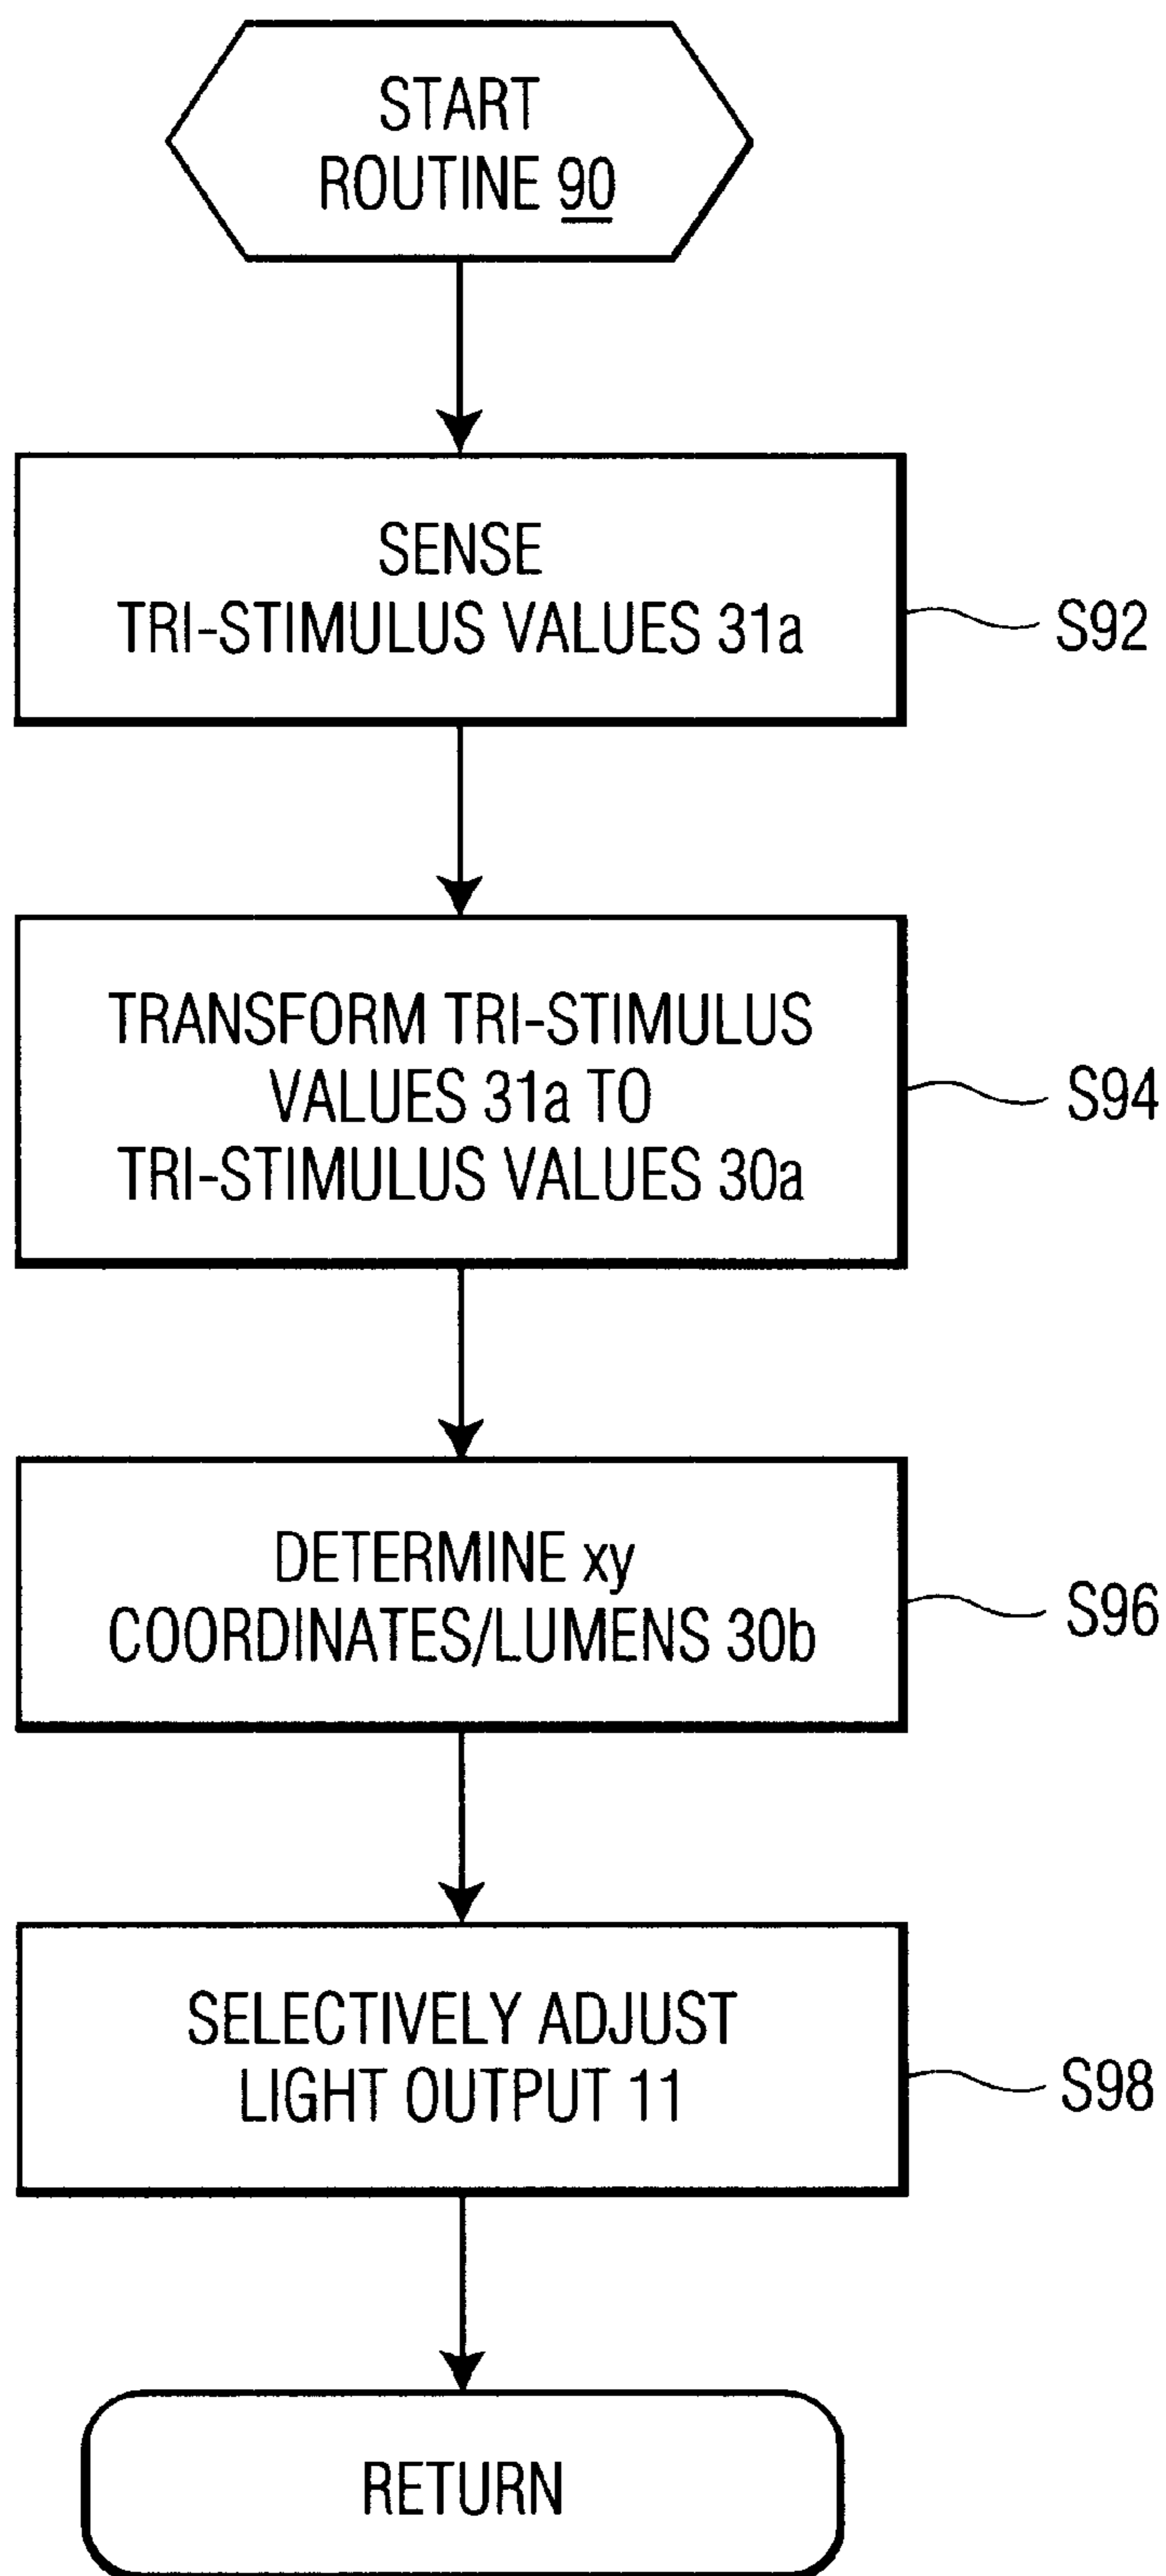 START
ROUTINE 90
SENSE
TRI-STIMULUS VALUES 31a
S92
TRANSFORM TRI-STIMULUS
VALUES 31a TO
TRI-STIMULUS VALUES 30a
S94
DETERMINE xy
COORDINATES/LUMENS 30b
S96
SELECTIVELY ADJUST
LIGHT OUTPUT 11
S98
RETURN